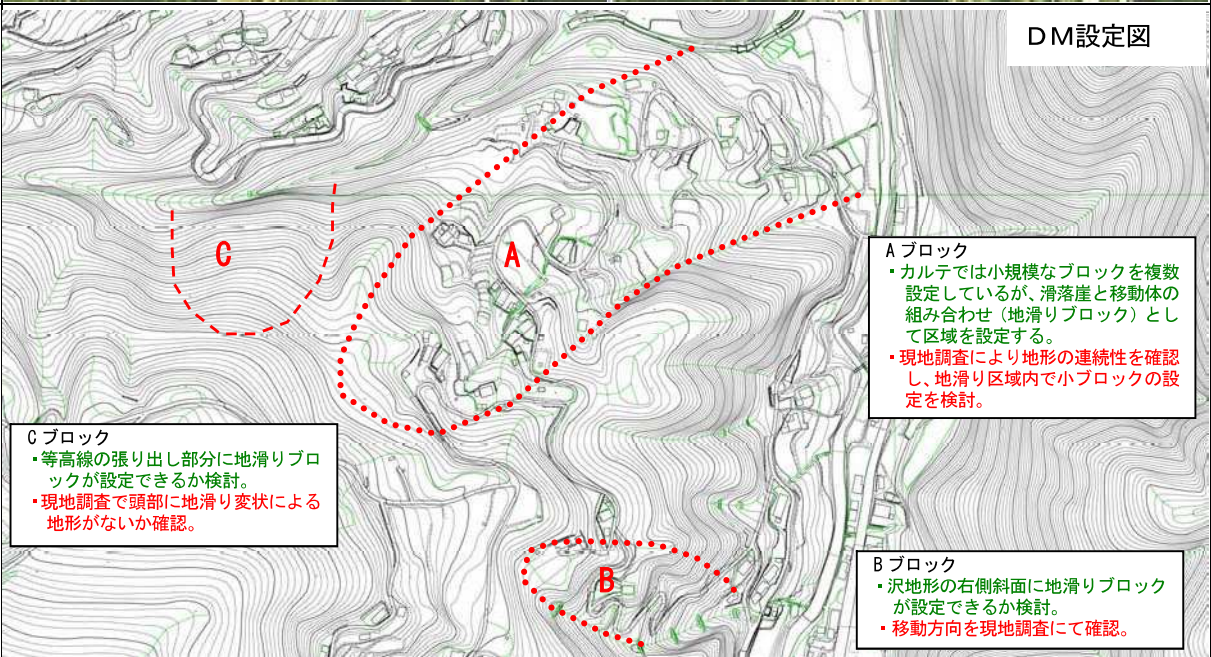 DM設定図
C
A
Aブロック
・カルテでは小規模なブロックを複数
設定しているが、滑落崖と移動体の
組み合わせ（地滑りブロック）とし
て区域を設定する。
・現地調査により地形の連続性を確認
し、地滑り区域内で小ブロックの設
定を検討。
Cブロック
・等高線の張り出し部分に地滑りブロ
ックが設定できるか検討。
・現地調査で頭部に地滑り変状による
地形がないか確認。
B
Bブロック
・沢地形の右側斜面に地滑りブロック
が設定できるか検討。
・移動方向を現地調査にて確認。